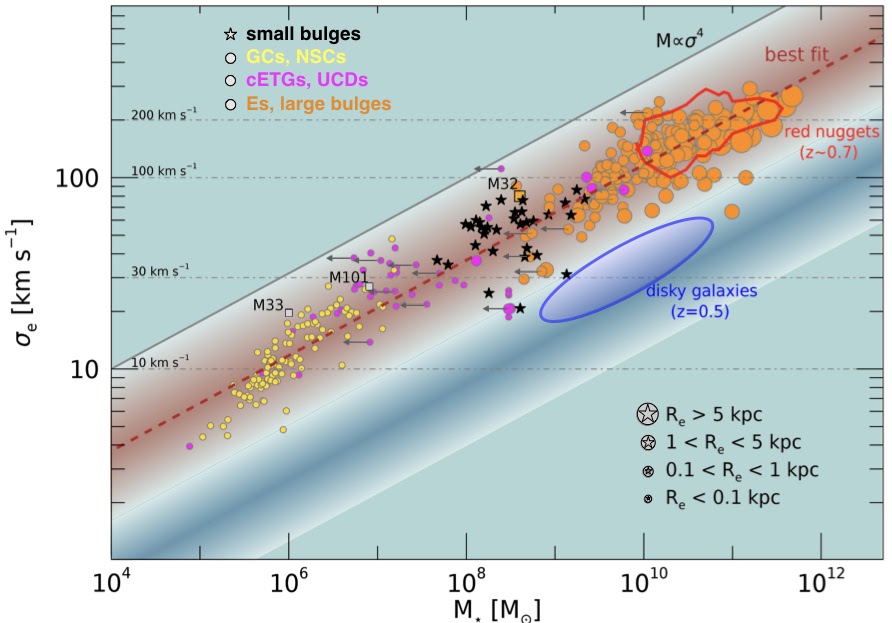 small bulges
GCs, NSCs
cETGs, UCDs
Es, large bulges
M∝σ⁴
best fit
200 km s⁻¹
red nuggets
(z~0.7)
100 km s⁻¹
100
M32
σₑ [km s⁻¹]
30 km s⁻¹
M101
M33
disky galaxies
(z=0.5)
10 km s⁻¹
10
Rₑ > 5 kpc
1 < Rₑ < 5 kpc
0.1 < Rₑ < 1 kpc
Rₑ < 0.1 kpc
10⁴ 10⁶ 10⁸ 10¹⁰ 10¹²
M⋆ [M⊙]